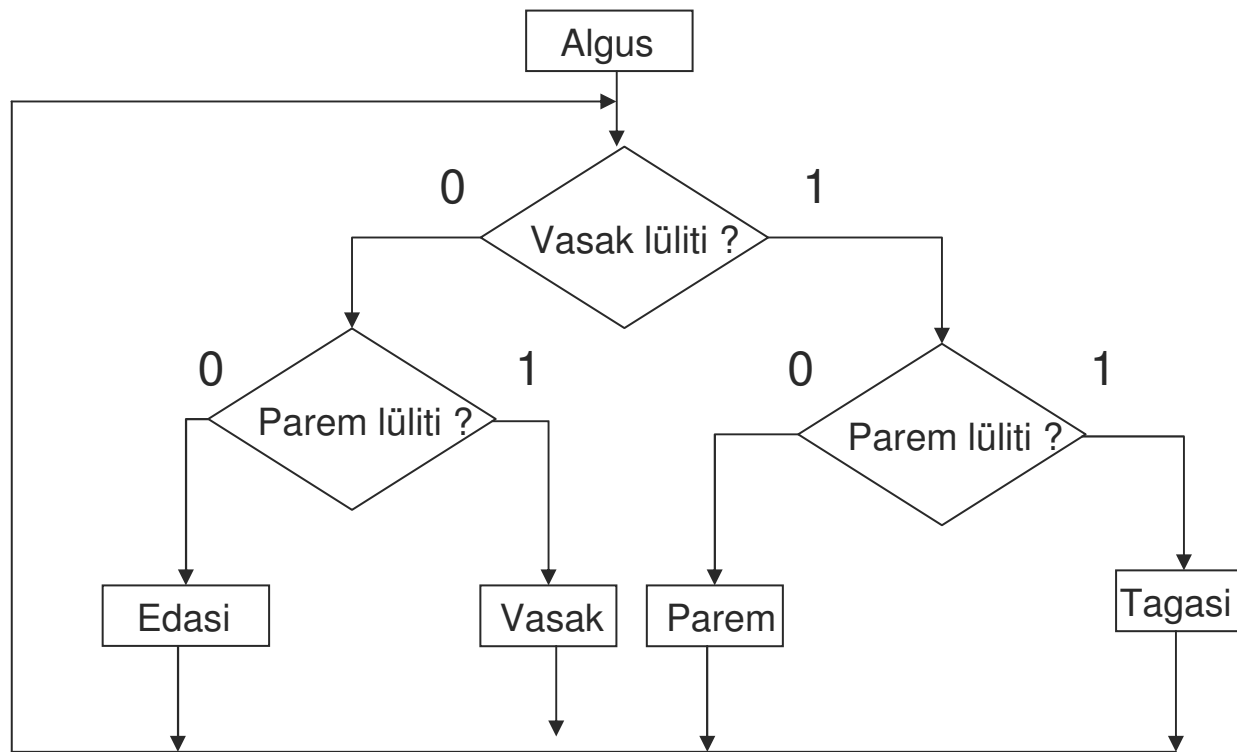 Algus
0
1
Vasak lüliti ?
0
1
0
1
Parem lüliti ?
Parem lüliti ?
Edasi
Vasak
Parem
Tagasi